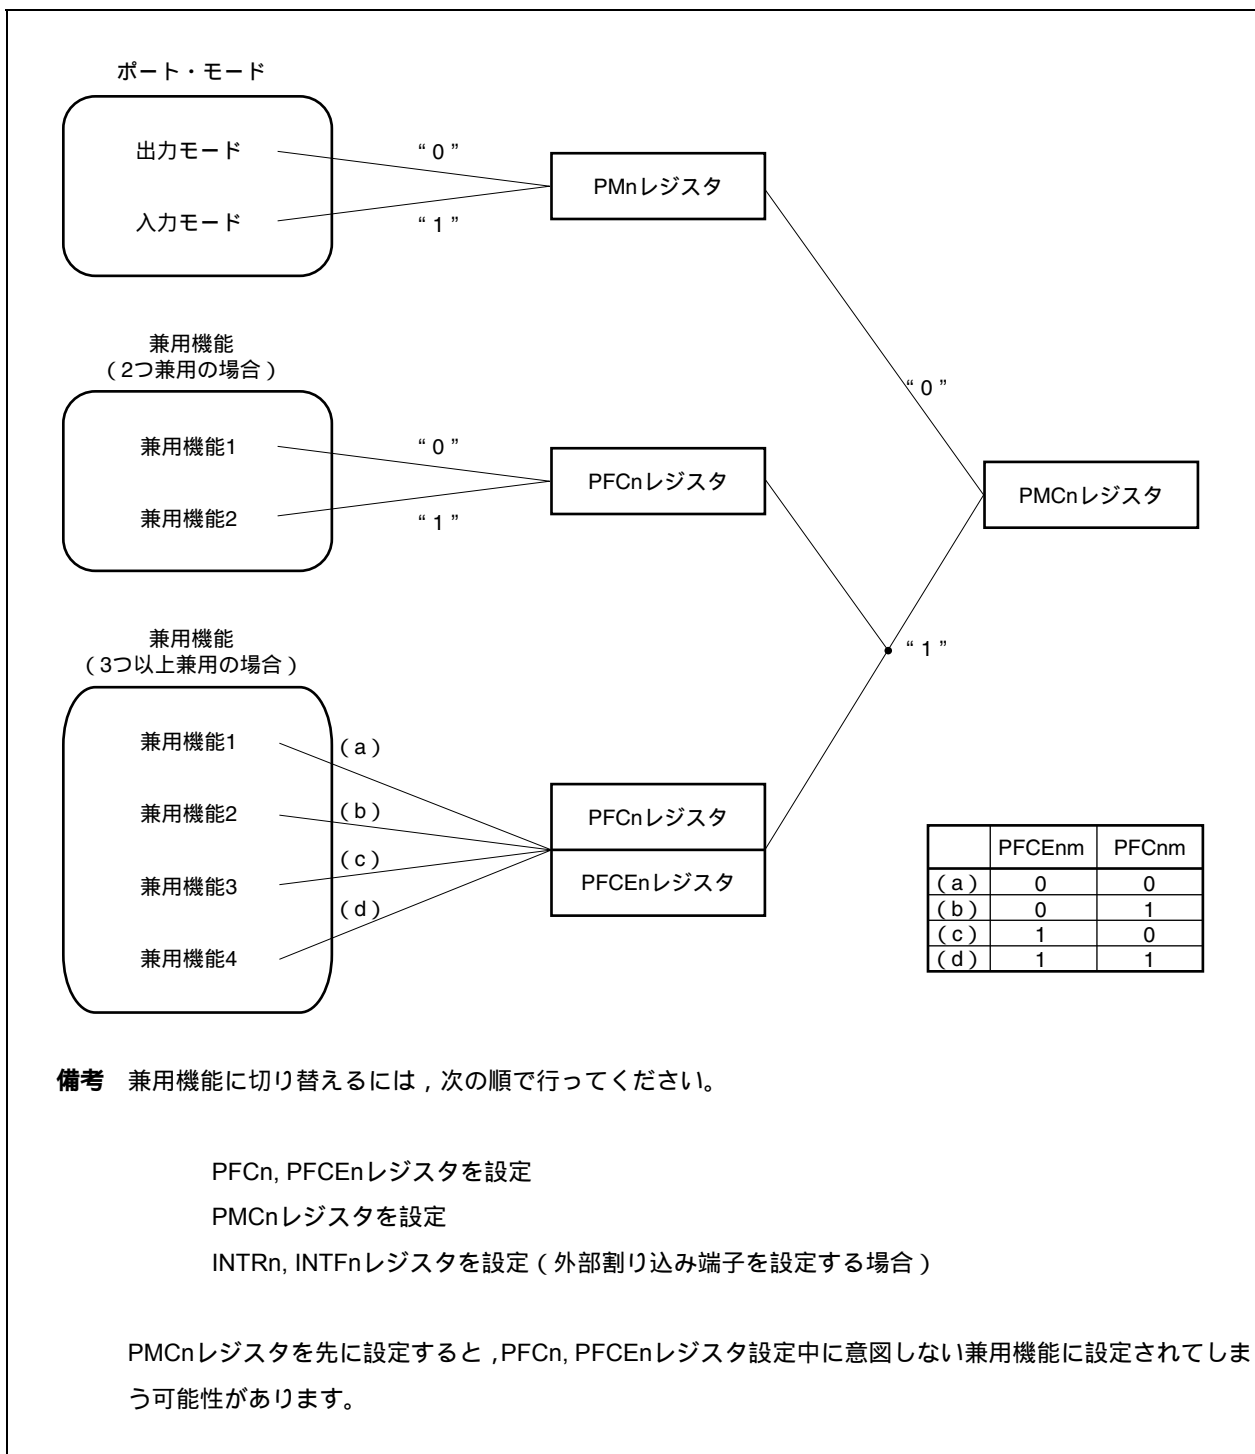 ポート・モード
出力モード
“ 0 ”
PMnレジスタ
入力モード
“ 1 ”
兼用機能
(2つ兼用の場合)
“ 0 ”
兼用機能1
“ 0 ”
PFCnレジスタ
PMCnレジスタ
兼用機能2
“ 1 ”
兼用機能
(3つ以上兼用の場合)
“ 1 ”
兼用機能1
(a)
兼用機能2
(b)
PFCnレジスタ
(c)
兼用機能3
PFCEnレジスタ
(d)
兼用機能4
PFCEnm PFCnm
(a) 0 0
(b) 0 1
(c) 1 0
(d) 1 1
備考 兼用機能に切り替えるには,次の順で行ってください。
PFCn, PFCEnレジスタを設定
PMCnレジスタを設定
INTRn, INTFnレジスタを設定(外部割り込み端子を設定する場合)
PMCnレジスタを先に設定すると,PFCn, PFCEnレジスタ設定中に意図しない兼用機能に設定されてしま
う可能性があります。